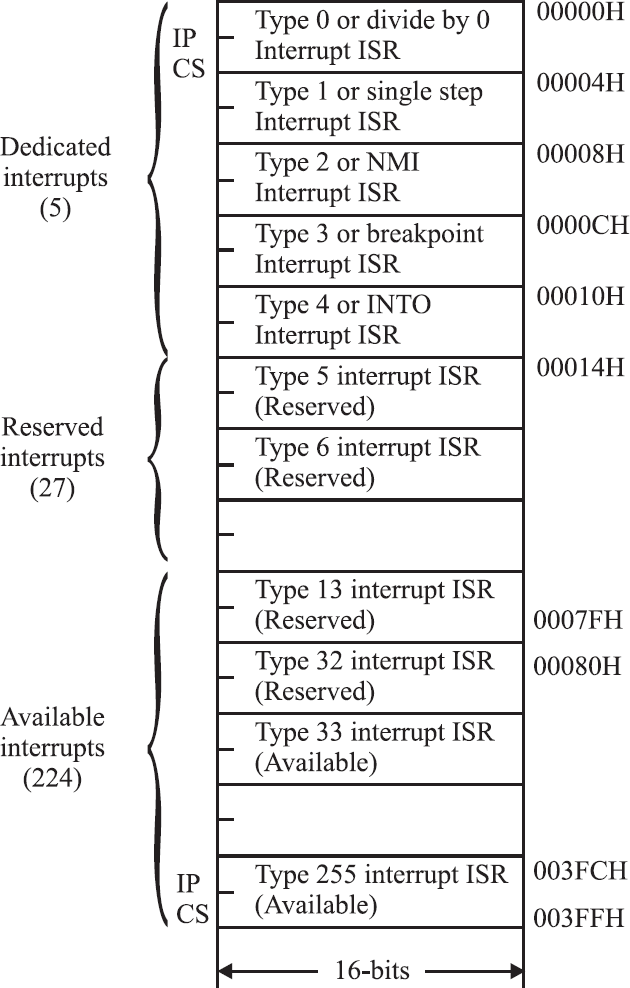 IP
CS
Type 0 or divide by 0
Interrupt ISR
00000H
Type 1 or single step
Interrupt ISR
00004H
Dedicated
interrupts
(5)
Type 2 or NMI
Interrupt ISR
00008H
Type 3 or breakpoint
Interrupt ISR
0000CH
Type 4 or INTO
Interrupt ISR
00010H
Type 5 interrupt ISR
(Reserved)
00014H
Reserved
interrupts
(27)
Type 6 interrupt ISR
(Reserved)
Type 13 interrupt ISR
(Reserved)
0007FH
Type 32 interrupt ISR
(Reserved)
00080H
Available
interrupts
(224)
Type 33 interrupt ISR
(Available)
IP
CS
Type 255 interrupt ISR
(Available)
003FCH
003FFH
16-bits